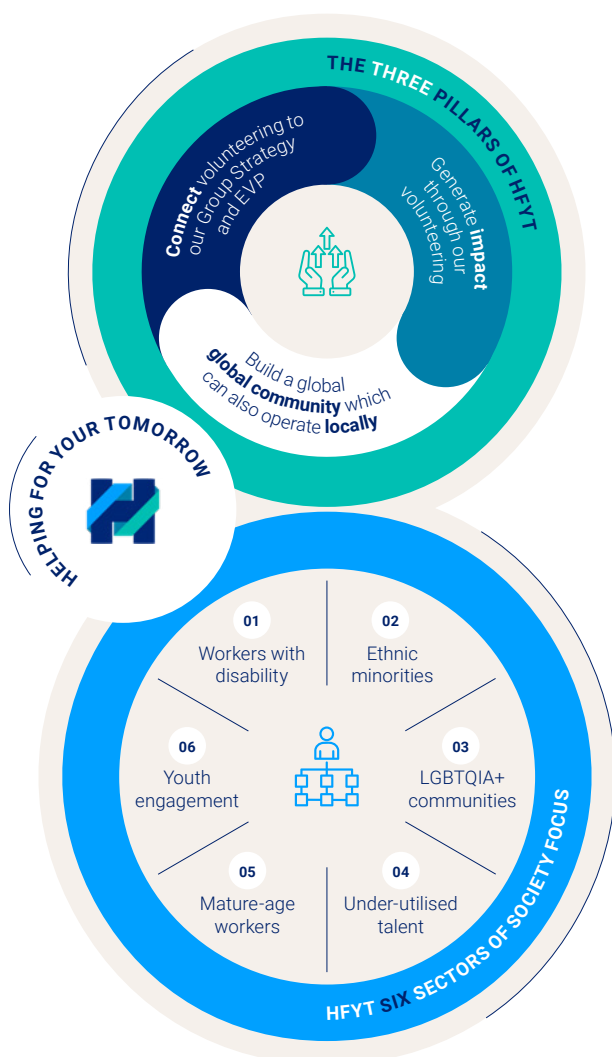 THE THREE PILLARS OF HFYT
Connect volunteering to
our Group Strategy
and EVP
Generate impact
through our
volunteering
Build a global
global community which
can also operate locally
HELPING FOR YOUR TOMORROW
01
Workers with
disability
02
Ethnic
minorities
03
LGBTQIA+
communities
04
Under-utilised
talent
05
Mature-age
workers
06
Youth
engagement
HFYT SIX SECTORS OF SOCIETY FOCUS